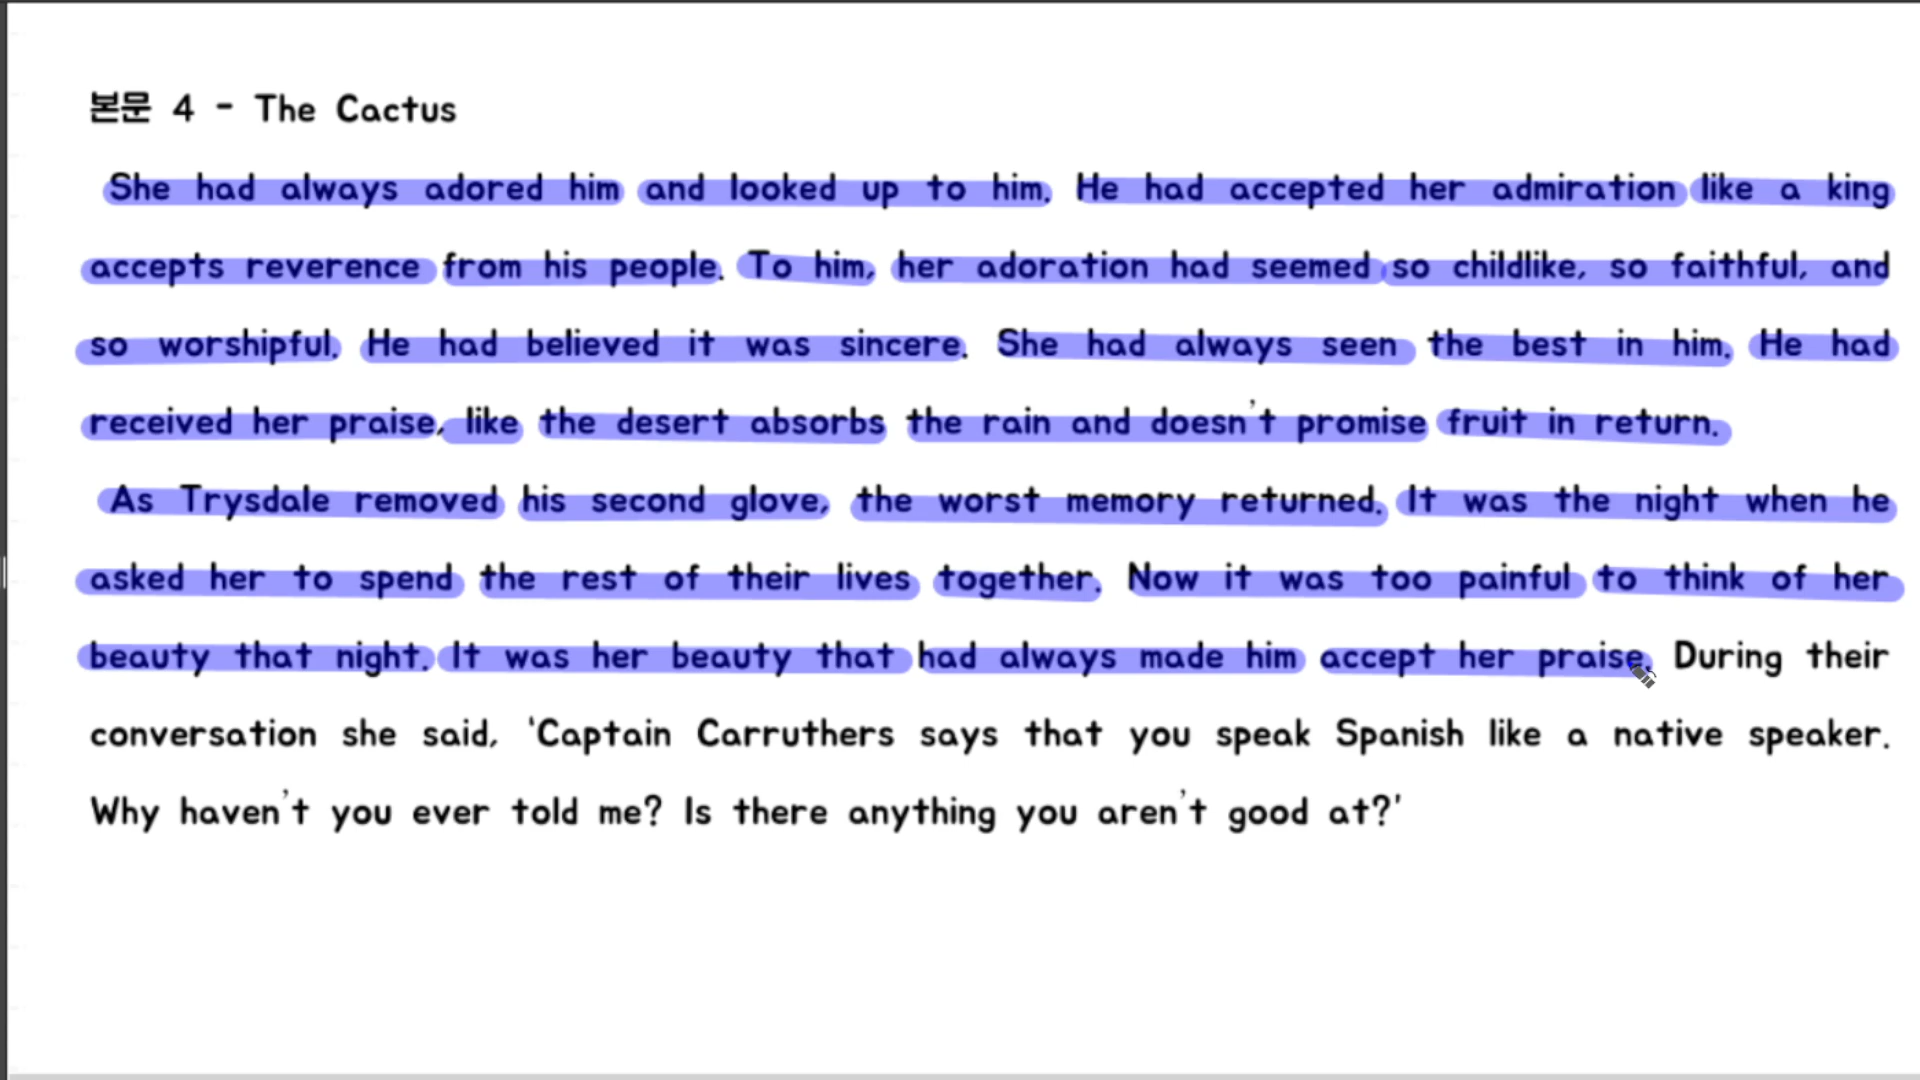 본문 4 - The Cactus
She had always adored him and looked up to him. He had accepted her admiration like a king
accepts reverence from his people. To him, her adoration had seemed so childlike, so faithful, and
so worshipful. He had believed it was sincere. She had always seen the best in him. He had
received her praise, like the desert absorbs the rain and doesn't promise fruit in return.
As Trysdale removed his second glove, the worst memory returned. It was the night when he
asked her to spend the rest of their lives together. Now it was too painful to think of her
beauty that night. It was her beauty that had always made him accept her praise. During their
conversation she said, 'Captain Carruthers says that you speak Spanish like a native speaker.
Why haven't you ever told me? Is there anything you aren't good at?'